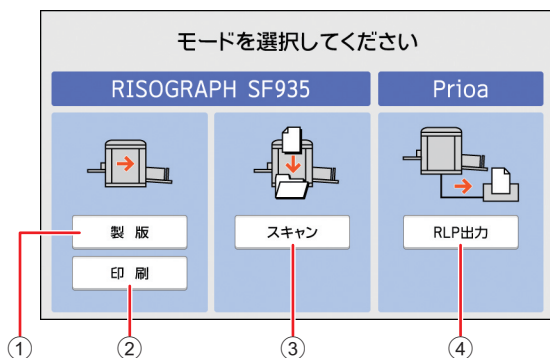 モードを選択してください
RISOGRAPH SF935
Prioa
製 版
スキャン
RLP出力
印 刷
① ② ③ ④